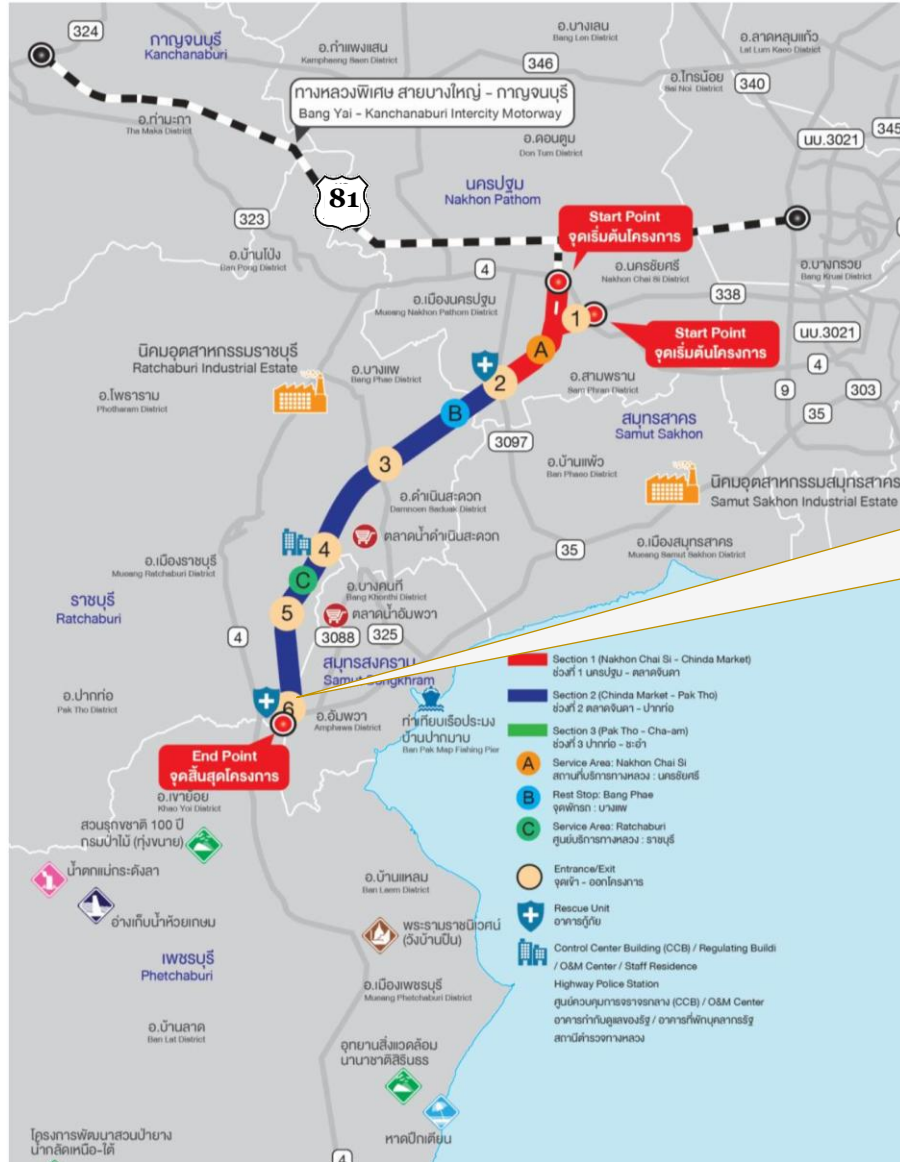 324
กาญจนบุรี
Kanchanaburi
อ.กำแพงแสน
Kamphaeng Saen District
อ.บางเลน
Bang Len District
346
อ.ลาดหลุมแก้ว
Lat Lum Kaeo District
อ.ไทรน้อย
Sai Noi District
340
ทางหลวงพิเศษ สายบางใหญ่ - กาญจนบุรี
Bang Yai - Kanchanaburi Intercity Motorway
อ.ท่ามะกา
Tha Maka District
อ.ดอนตูม
Don Tum District
นบ.3021
345
81
นครปฐม
Nakhon Pathom
323
Start Point
จุดเริ่มต้นโครงการ
อ.บ้านโป่ง
Ban Pong District
4
อ.นครชัยศรี
Nakhon Chai Si District
อ.บางกรวย
Bang Kruai District
อ.เมืองนครปฐม
Mueang Nakhon Pathom District
338
1
Start Point
จุดเริ่มต้นโครงการ
นบ.3021
นิคมอุตสาหกรรมราชบุรี
Ratchaburi Industrial Estate
A
4
อ.บางแพ
Bang Phae District
2
อ.สามพราน
Sam Phran District
9
303
อ.โพธาราม
Photharam District
B
สมุทรสาคร
Samut Sakhon
35
3097
3
อ.บ้านแพ้ว
Ban Phaeo District
นิคมอุตสาหกรรมสมุทรสาคร
Samut Sakhon Industrial Estate
อ.ดำเนินสะดวก
Damnoen Saduak District
4
ตลาดน้ำดำเนินสะดวก
35
อ.เมืองสมุทรสาคร
Mueang Samut Sakhon District
อ.เมืองราชบุรี
Mueang Ratchaburi District
C
อ.บางคนที
Bang Khonthi District
ราชบุรี
Ratchaburi
5
ตลาดน้ำอัมพวา
4
3088
325
สมุทรสงคราม
Samut Songkhram
อ.ปากท่อ
Pak Tho District
6
อ.อัมพวา
Amphawa District
ท่าเทียบเรือประมง
บ้านปากมาบ
Ban Pak Map Fishing Pier
End Point
จุดสิ้นสุดโครงการ
Section 1 (Nakhon Chai Si - Chinda Market)
ช่วงที่ 1 นครปฐม - ตลาดจินดา
Section 2 (Chinda Market - Pak Tho)
ช่วงที่ 2 ตลาดจินดา - ปากท่อ
Section 3 (Pak Tho - Cha-am)
ช่วงที่ 3 ปากท่อ - ชะอำ
A
Service Area: Nakhon Chai Si
สถานที่บริการทางหลวง : นครชัยศรี
B
Rest Stop: Bang Phae
จุดพักรถ : บางแพ
C
Service Area: Ratchaburi
ศูนย์บริการทางหลวง : ราชบุรี
Entrance/Exit
จุดเข้า - ออกโครงการ
Rescue Unit
อาคารกู้ภัย
Control Center Building (CCB) / Regulating Buildi
/ O&M Center / Staff Residence
Highway Police Station
ศูนย์ควบคุมการจราจรกลาง (CCB) / O&M Center
อาคารกำกับดูแลของรัฐ / อาคารที่พักบุคลากรรัฐ
สถานีตำรวจทางหลวง
อ.เขาย้อย
Khao Yoi District
สวนรุกขชาติ 100 ปี
กรมป่าไม้ (ทุ่งขนาย)
น้ำตกแม่กระดังลา
อ่างเก็บน้ำห้วยเกษม
อ.บ้านแหลม
Ban Laem District
พระรามราชนิเวศน์
(วังบ้านปืน)
เพชรบุรี
Phetchaburi
อ.เมืองเพชรบุรี
Mueang Phetchaburi District
อ.บ้านลาด
Ban Lat District
อุทยานสิ่งแวดล้อม
นานาชาติสิรินธร
หาดปึกเตียน
โครงการพัฒนาสวนป่ายาง
น้ำกลัดเหนือ-ใต้
4